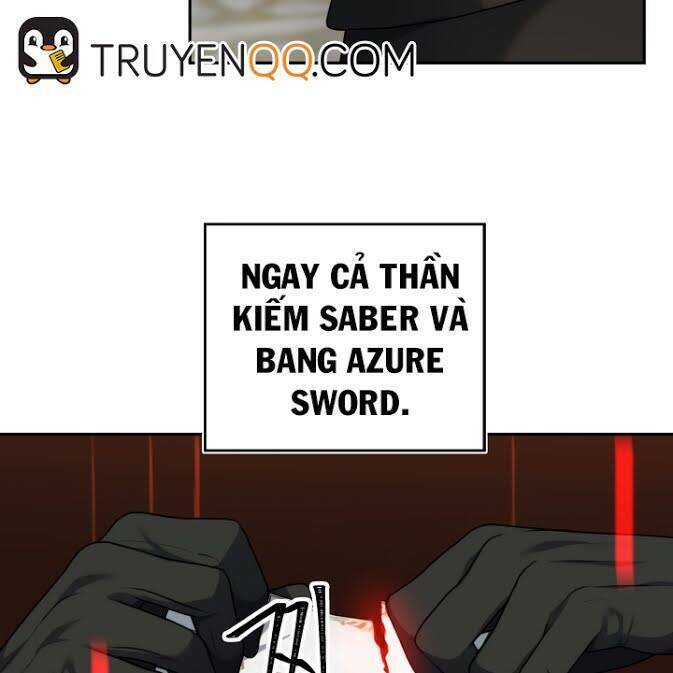 TRUYENQQ.COM
NGAY CẢ THẦN
KIẾM SABER VÀ
BANG AZURE
SWORD.